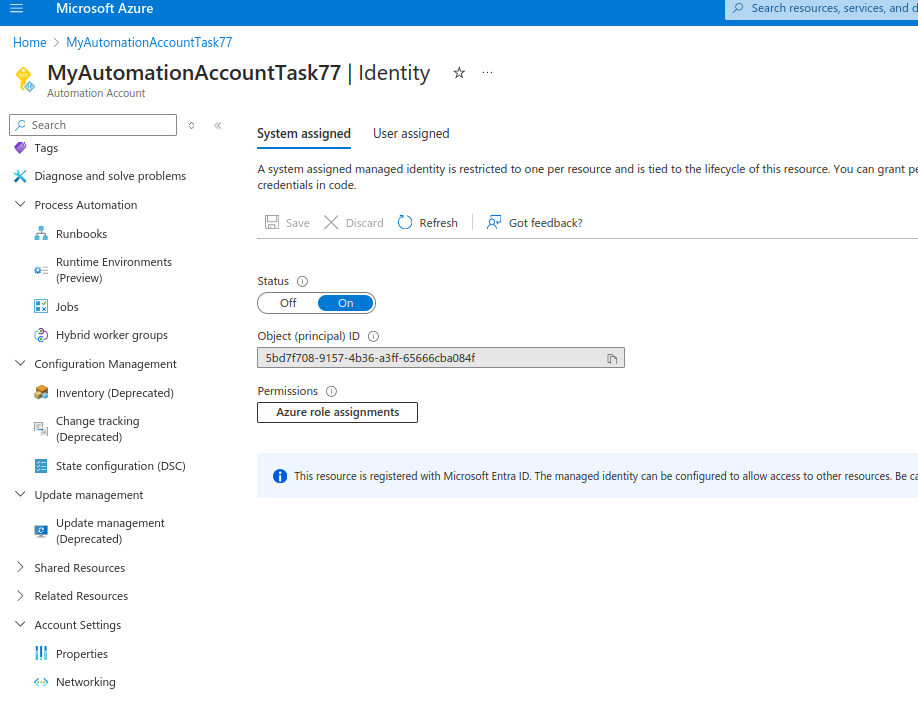 Microsoft Azure
Search resources, services, and d
Home > MyAutomationAccountTask77
MyAutomationAccountTask77 | Identity
Automation Account
Search
Tags
Diagnose and solve problems
Process Automation
Runbooks
Runtime Environments
(Preview)
Jobs
Hybrid worker groups
Configuration Management
Inventory (Deprecated)
Change tracking
(Deprecated)
State configuration (DSC)
Update management
Update management
(Deprecated)
Shared Resources
Related Resources
Account Settings
Properties
Networking
System assigned User assigned
A system assigned managed identity is restricted to one per resource and is tied to the lifecycle of this resource. You can grant pe
credentials in code.
Save Discard Refresh Got feedback?
Status
Off On
Object (principal) ID
5bd7f708-9157-4b36-a3ff-65666cba084f
Permissions
Azure role assignments
This resource is registered with Microsoft Entra ID. The managed identity can be configured to allow access to other resources. Be ca